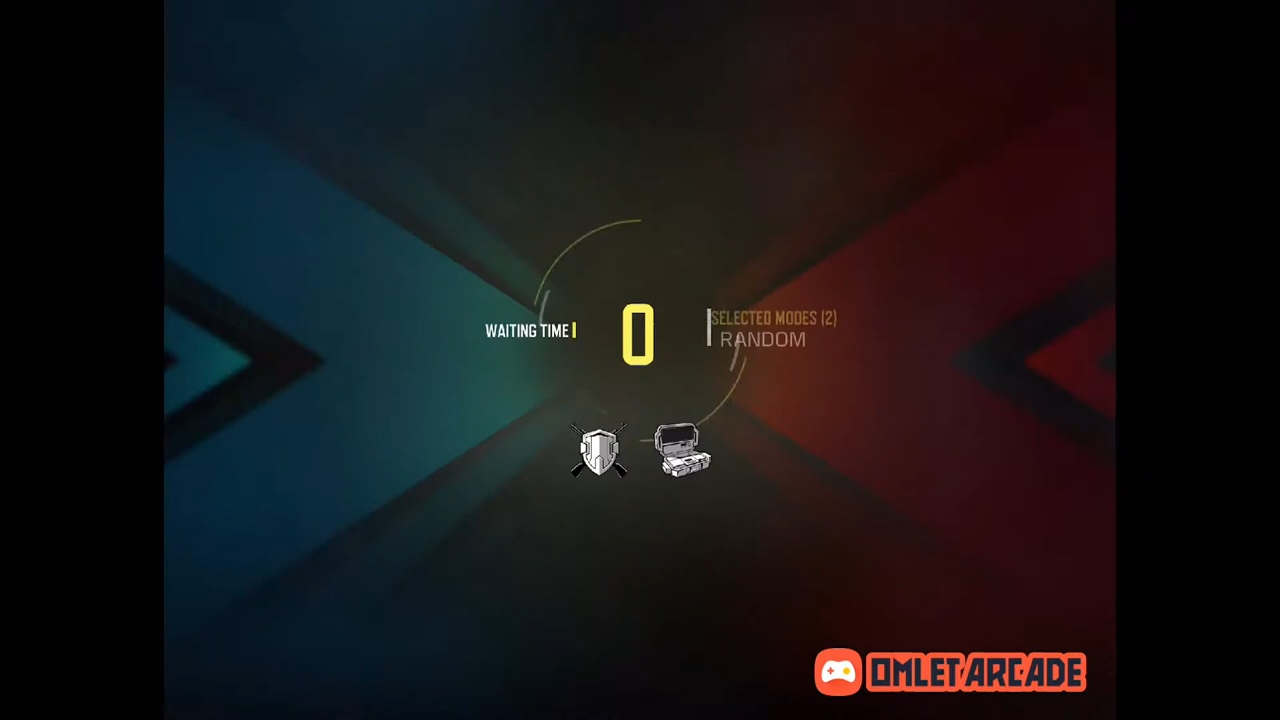 WAITING TIME
0
SELECTED MODES (2)
RANDOM
OMLET ARCADE